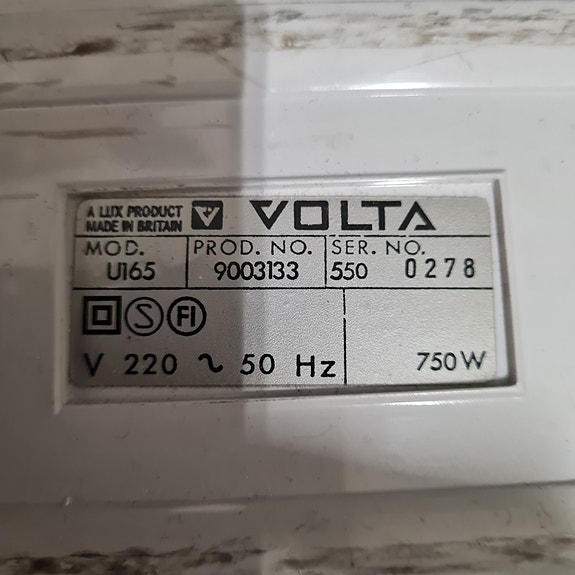 A LUX PRODUCT
MADE IN BRITAIN
V VOLTA
MOD. PROD. NO. SER. NO.
U165 9003133 550 0278
S FI
V 220 ~ 50 Hz 750 W